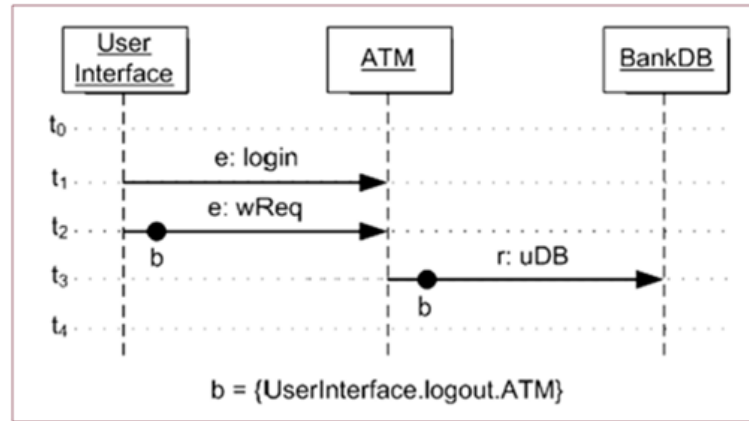 User
Interface
ATM
BankDB
t0
e: login
t1
e: wReq
t2
b
r: uDB
t3
b
t4
b = {UserInterface.logout.ATM}